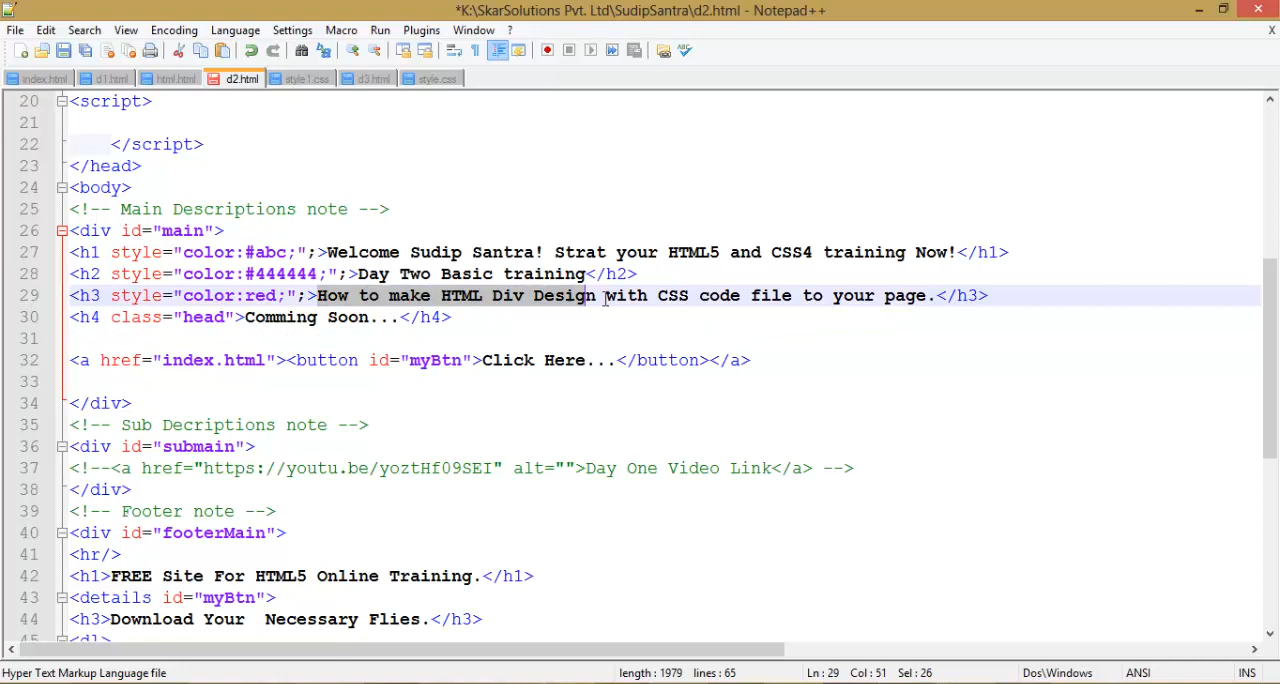 *K:\SkarSolutions Pvt. Ltd\SudipSantra\d2.html - Notepad++
File Edit Search View Encoding Language Settings Macro Run Plugins Window ? X
index.html d1.html html.html d2.html style1.css d3.html style.css
20 <script>
21
22 </script>
23 </head>
24 <body>
25 <!-- Main Descriptions note -->
26 <div id="main">
27 <h1 style="color:#abc;";>Welcome Sudip Santra! Strat your HTML5 and CSS4 training Now!</h1>
28 <h2 style="color:#444444;";>Day Two Basic training</h2>
29 <h3 style="color:red;";>How to make HTML Div Design with CSS code file to your page.</h3>
30 <h4 class="head">Comming Soon...</h4>
31
32 <a href="index.html"><button id="myBtn">Click Here...</button></a>
33
34 </div>
35 <!-- Sub Decriptions note -->
36 <div id="submain">
37 <!--<a href="https://youtu.be/yoztHf09SEI" alt="">Day One Video Link</a> -->
38 </div>
39 <!-- Footer note -->
40 <div id="footerMain">
41 <hr/>
42 <h1>FREE Site For HTML5 Online Training.</h1>
43 <details id="myBtn">
44 <h3>Download Your  Necessary Flies.</h3>
45 <dl>
Hyper Text Markup Language file length : 1979 lines : 65 Ln : 29 Col : 51 Sel : 26 Dos\Windows ANSI INS